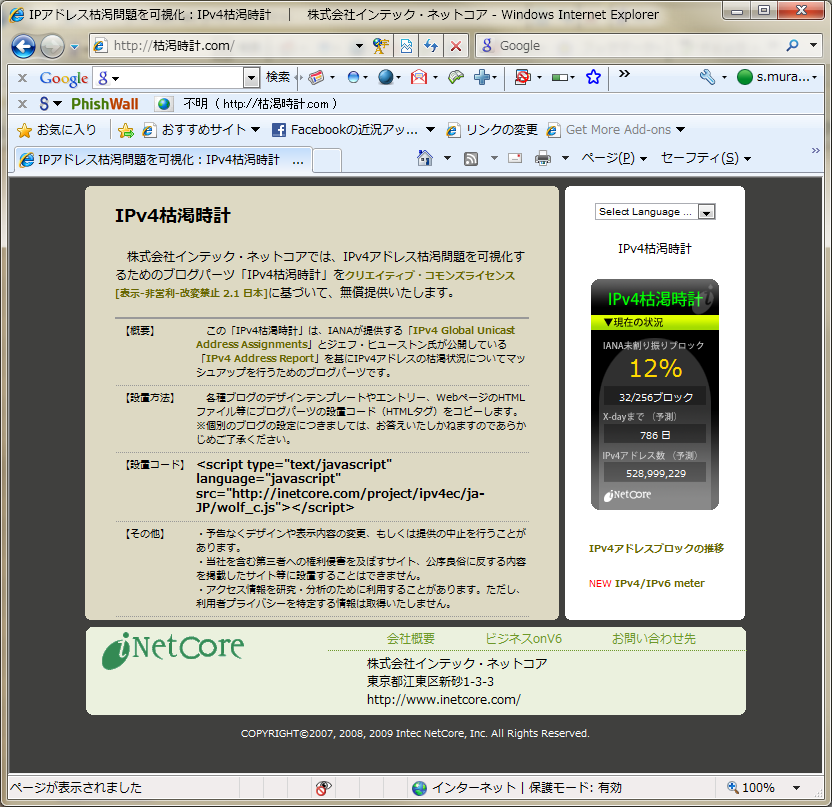 IPアドレス枯渇問題を可視化：IPv4枯渇時計　｜　株式会社インテック・ネットコア - Windows Internet Explorer
http://枯渇時計.com/
Google
Google 検索 s.mura...
PhishWall 不明 ( http://枯渇時計.com )
お気に入り おすすめサイト Facebookの近況アッ... リンクの変更 Get More Add-ons
IPアドレス枯渇問題を可視化：IPv4枯渇時計 ... ページ(P) セーフティ(S)
IPv4枯渇時計
株式会社インテック・ネットコアでは、IPv4アドレス枯渇問題を可視化す
るためのブログパーツ「IPv4枯渇時計」をクリエイティブ・コモンズライセンス
[表示-非営利-改変禁止 2.1 日本]に基づいて、無償提供いたします。
【概要】 この「IPv4枯渇時計」は、IANAが提供する「IPv4 Global Unicast
Address Assignments」とジェフ・ヒューストン氏が公開している
「IPv4 Address Report」を基にIPv4アドレスの枯渇状況についてマッ
シュアップを行うためのブログパーツです。
【設置方法】 各種ブログのデザインテンプレートやエントリー、WebページのHTML
ファイル等にブログパーツの設置コード（HTMLタグ）をコピーします。
※個別のブログの設定につきましては、お答えいたしかねますのであらか
じめご了承ください。
【設置コード】 <script type="text/javascript"
language="javascript"
src="http://inetcore.com/project/ipv4ec/ja-
JP/wolf_c.js"></script>
【その他】 ・予告なくデザインや表示内容の変更、もしくは提供の中止を行うことが
あります。
・当社を含む第三者への権利侵害を及ぼすサイト、公序良俗に反する内容
を掲載したサイト等に設置することはできません。
・アクセス情報を研究・分析のために利用することがあります。ただし、
利用者プライバシーを特定する情報は取得いたしません。
Select Language ...
IPv4枯渇時計
IPv4枯渇時計
▼現在の状況
IANA未割り振りブロック
12%
32/256ブロック
X-dayまで （予測）
786 日
IPv4アドレス数 （予測）
528,999,229
iNetCore
IPv4アドレスブロックの推移
NEW IPv4/IPv6 meter
iNetCore
会社概要 ビジネスonV6 お問い合わせ先
株式会社インテック・ネットコア
東京都江東区新砂1-3-3
http://www.inetcore.com/
COPYRIGHT©2007, 2008, 2009 Intec NetCore, Inc. All Rights Reserved.
ページが表示されました インターネット | 保護モード: 有効 100%